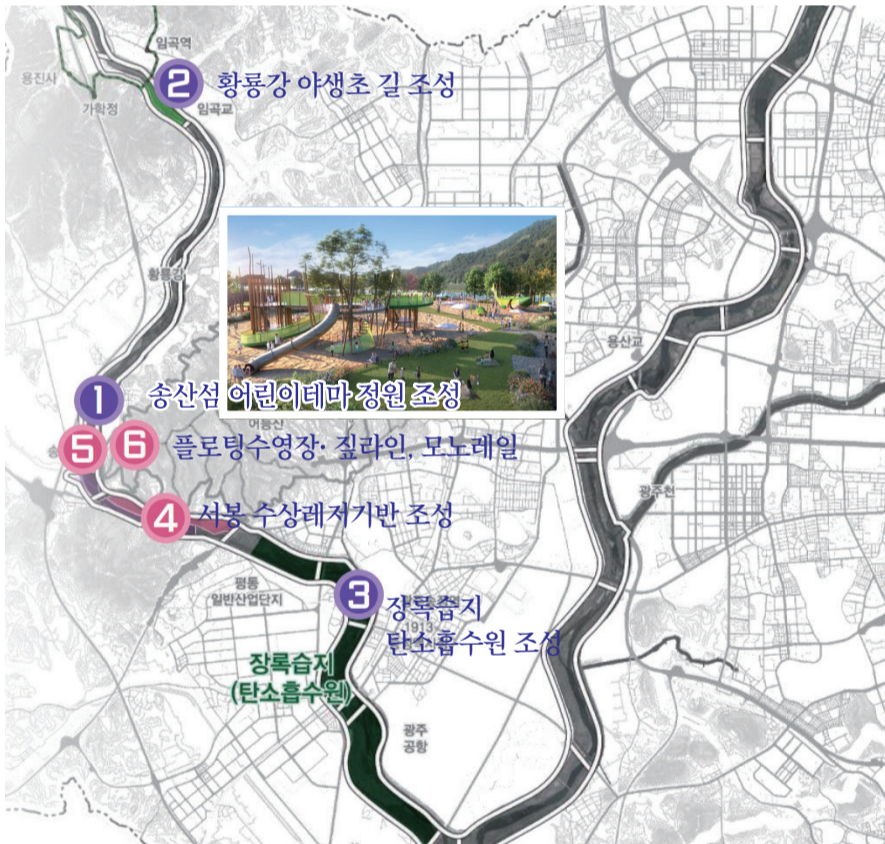 임곡역
용진사
2
황룡강 야생초 길 조성
가학정
임곡교
황룡강
용산교
1
송산섬 어린이테마 정원 조성
어등산
5
6
플로팅수영장· 짚라인, 모노레일
광주천
4
서봉 수상레저기반 조성
평동
일반산업단지
3
장록습지
1913
탄소흡수원 조성
장록습지
(탄소흡수원)
광주
공항